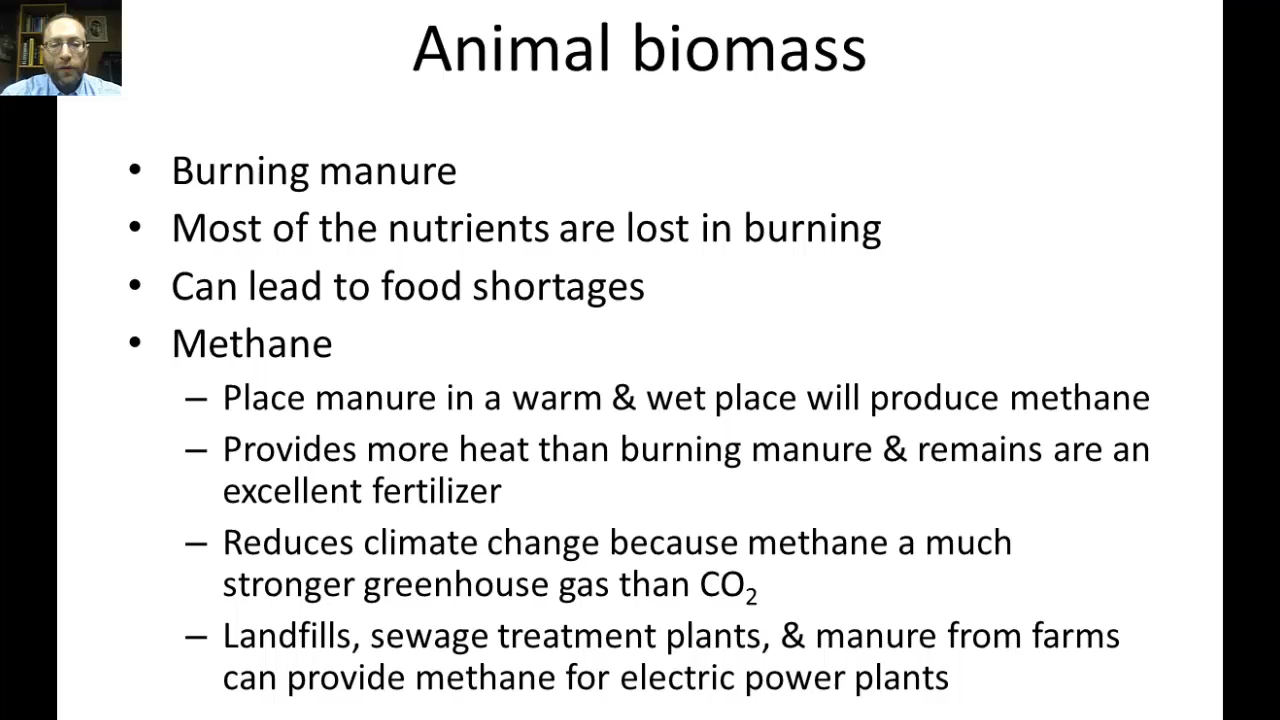 Animal biomass
• Burning manure
• Most of the nutrients are lost in burning
• Can lead to food shortages
• Methane
– Place manure in a warm & wet place will produce methane
– Provides more heat than burning manure & remains are an
excellent fertilizer
– Reduces climate change because methane a much
stronger greenhouse gas than CO₂
– Landfills, sewage treatment plants, & manure from farms
can provide methane for electric power plants